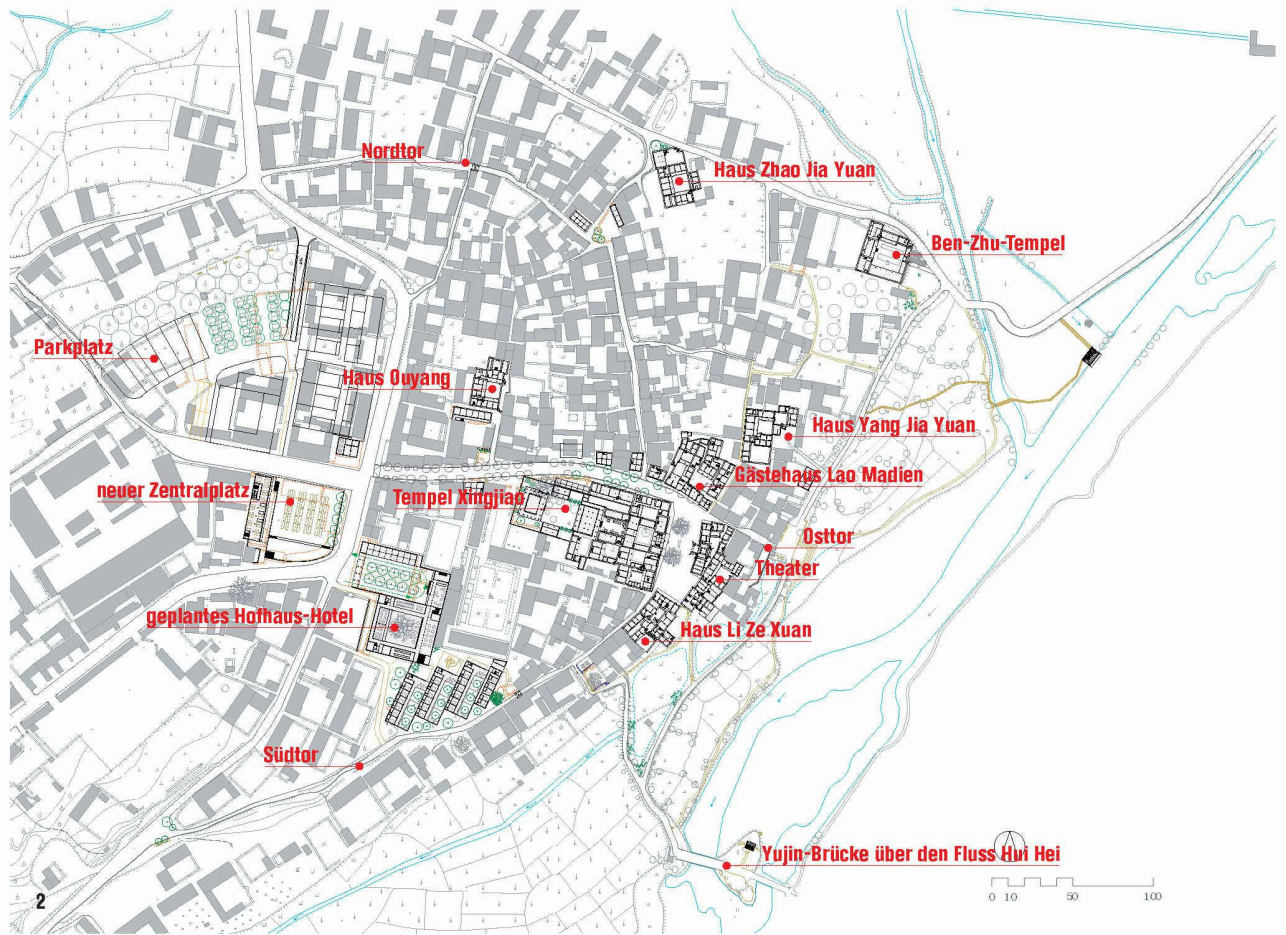 Nordtor
Haus Zhao Jia Yuan
Ben-Zhu-Tempel
Parkplatz
Haus Ouyang
Haus Yang Jia Yuan
Gästehaus Lao Madien
neuer Zentralplatz
Tempel Xingjiao
Osttor
Theater
geplantes Hofhaus-Hotel
Haus Li Ze Xuan
Südtor
Yujin-Brücke über den Fluss Hui Hei
2
0 10 50 100